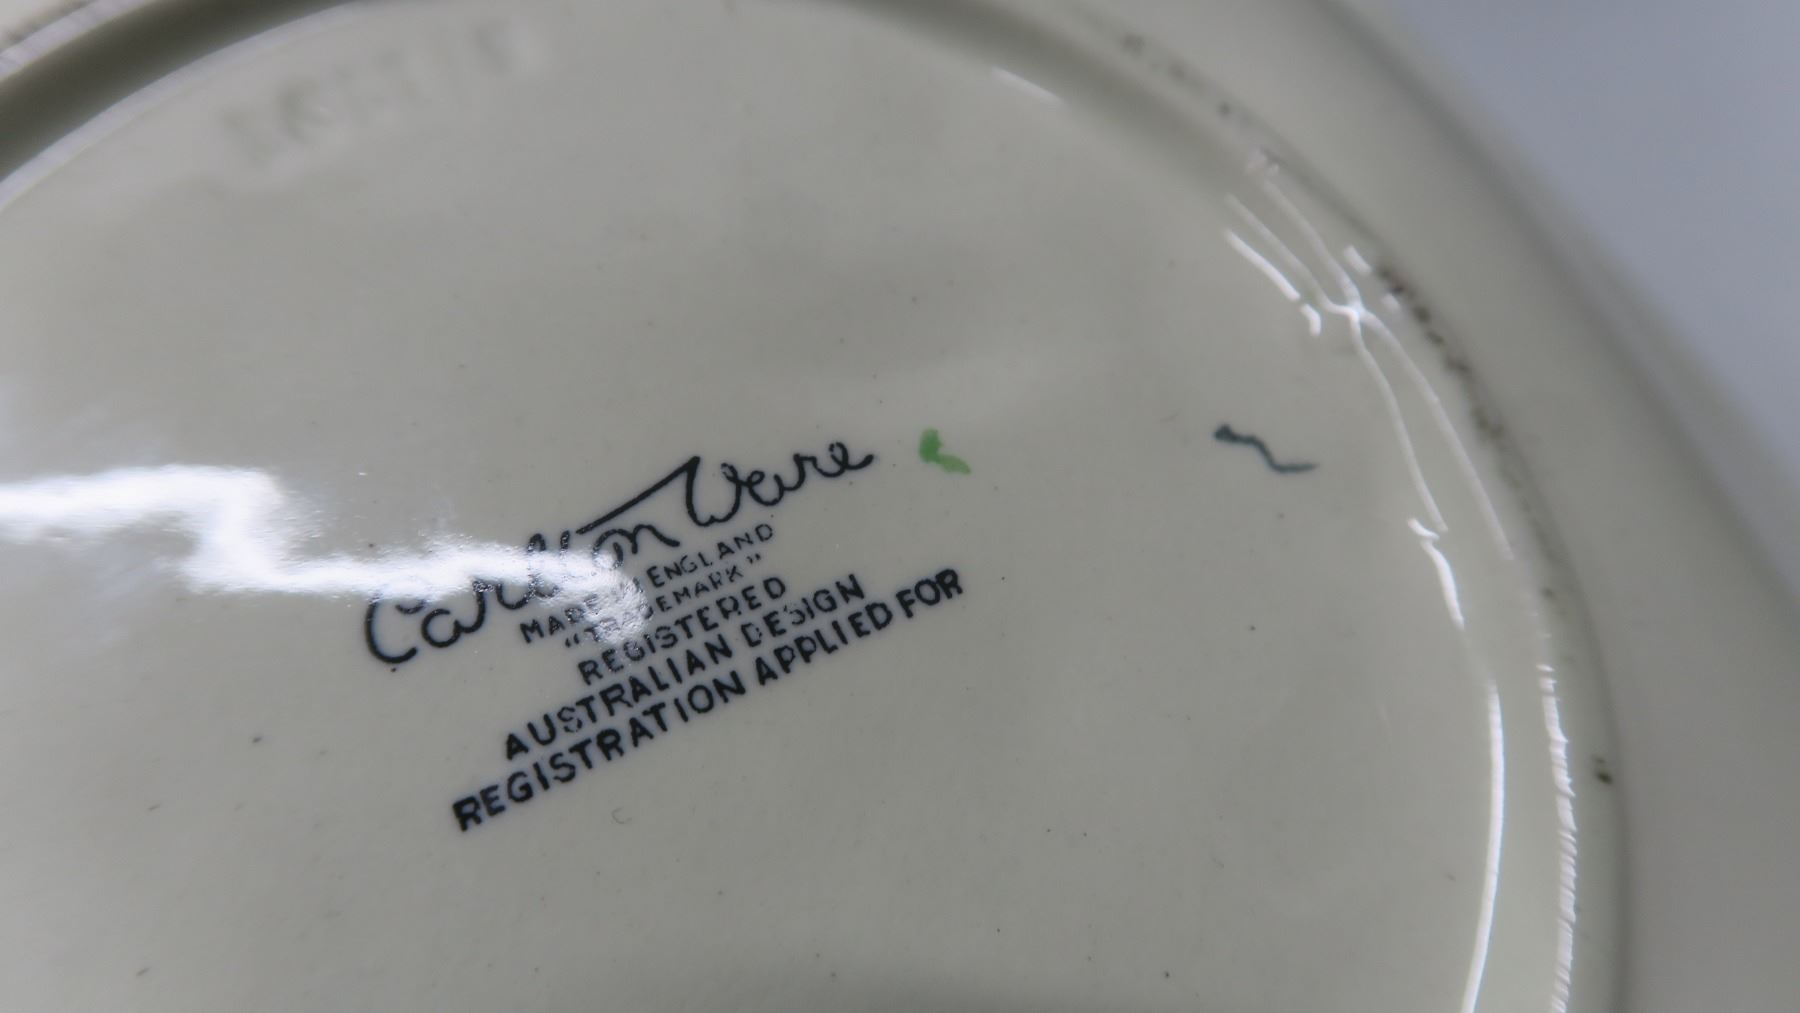 Carlton Ware
MADE IN ENGLAND
"TRADEMARK"
REGISTERED
AUSTRALIAN DESIGN
REGISTRATION APPLIED FOR